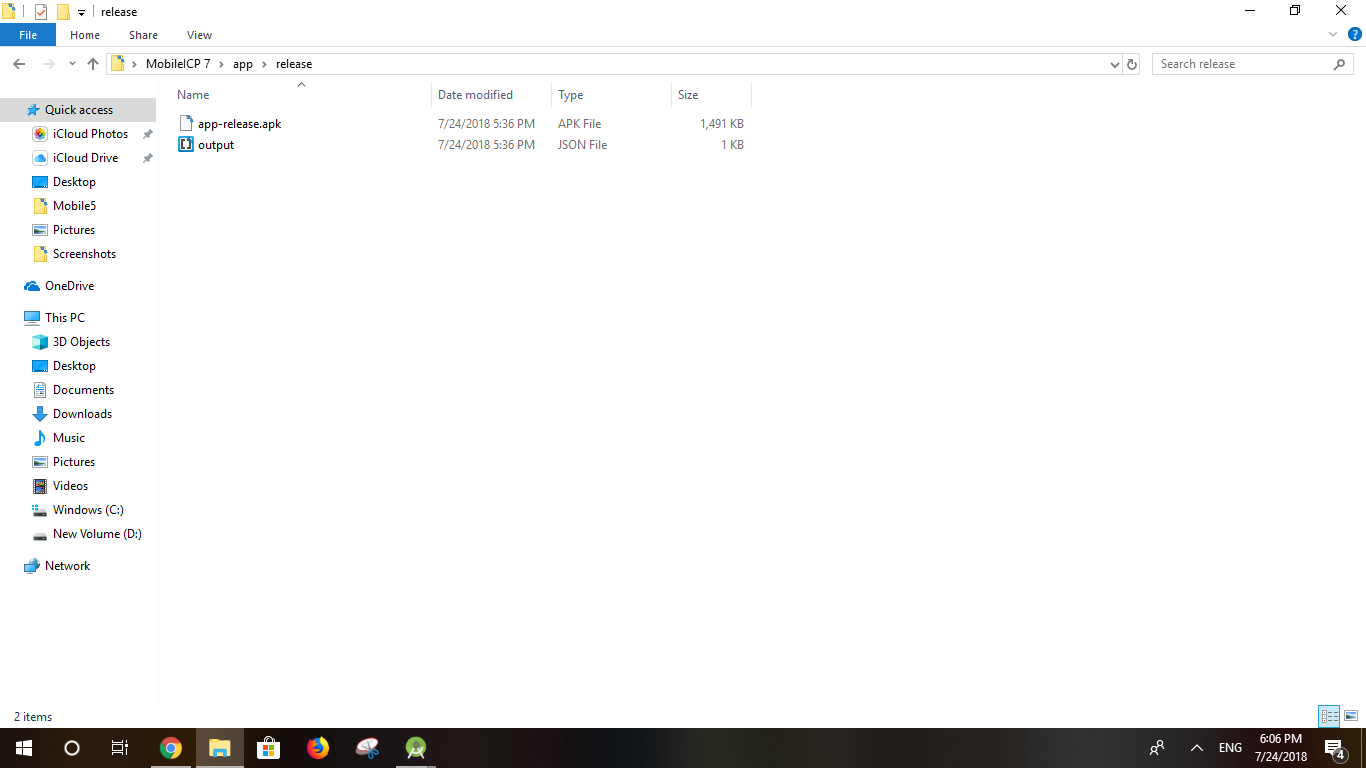 release
File Home Share View
MobileICP 7 app release
Search release
Name Date modified Type Size
app-release.apk 7/24/2018 5:36 PM APK File 1,491 KB
output 7/24/2018 5:36 PM JSON File 1 KB
Quick access
iCloud Photos
iCloud Drive
Desktop
Mobile5
Pictures
Screenshots
OneDrive
This PC
3D Objects
Desktop
Documents
Downloads
Music
Pictures
Videos
Windows (C:)
New Volume (D:)
Network
2 items
ENG
6:06 PM
7/24/2018
4